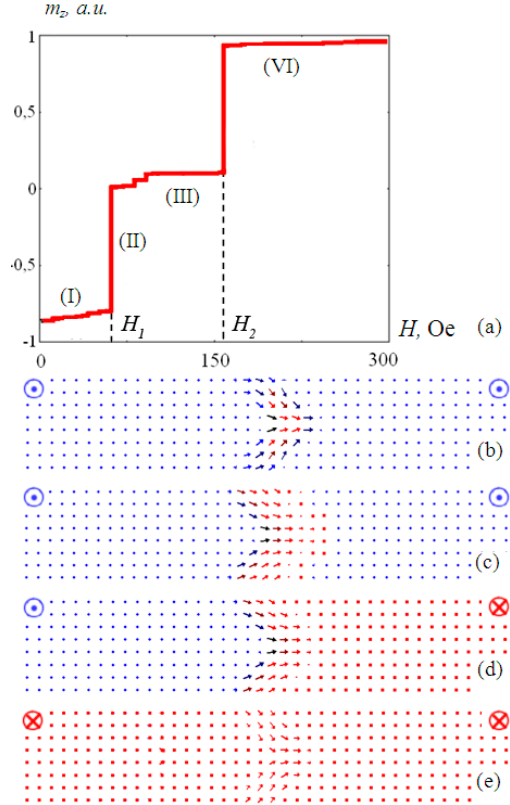 m_z, a.u.
1
0.5
(VI)
0
(III)
(II)
-0.5
(I)
H_1
H_2
H, Oe
(a)
-1
0
150
300
(b)
(c)
(d)
(e)